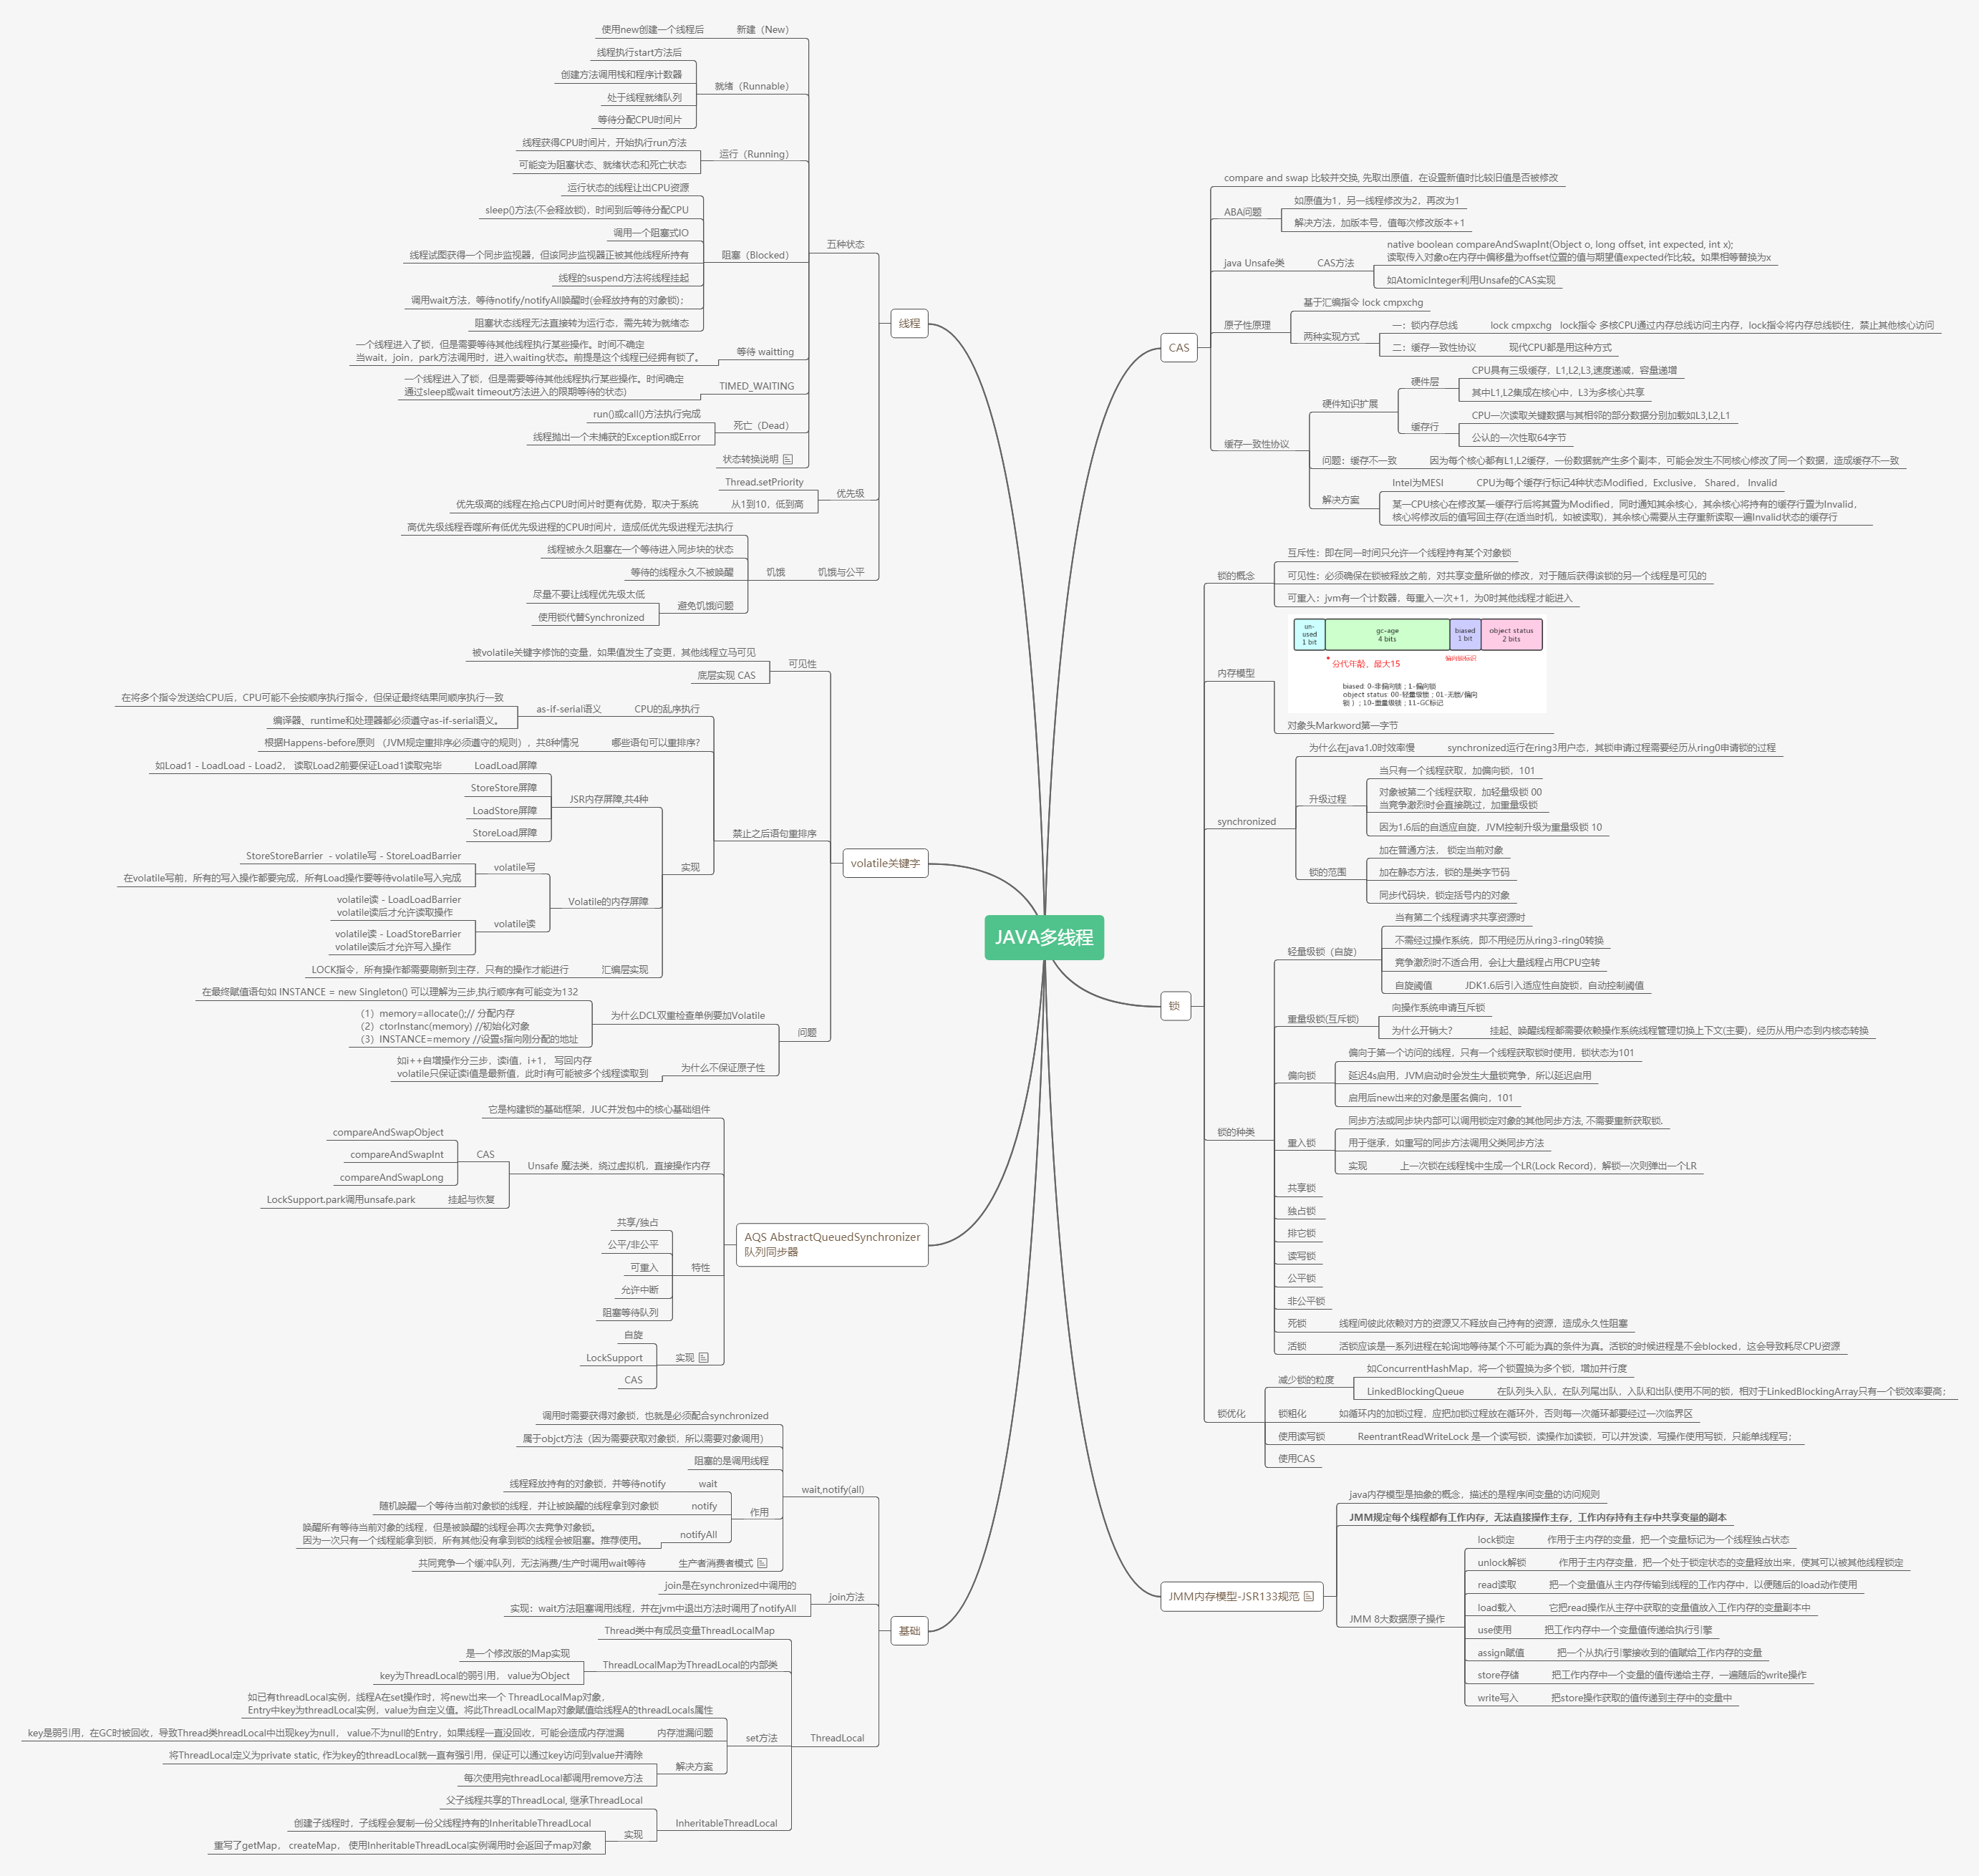 JAVA多线程
线程
五种状态
新建（New）
使用new创建一个线程后
就绪（Runnable）
线程执行start方法后
创建方法调用栈和程序计数器
处于线程就绪队列
等待分配CPU时间片
运行（Running）
线程获得CPU时间片，开始执行run方法
可能变为阻塞状态、就绪状态和死亡状态
阻塞（Blocked）
运行状态的线程让出CPU资源
sleep()方法(不会释放锁)，时间到后等待分配CPU
调用一个阻塞式IO
线程试图获得一个同步监视器，但该同步监视器正被其他线程所持有
线程的suspend方法将线程挂起
调用wait方法，等待notify/notifyAll唤醒时(会释放持有的对象锁)；
阻塞状态线程无法直接转为运行态，需先转为就绪态
等待 waitting
一个线程进入了锁，但是需要等待其他线程执行某些操作。时间不确定
当wait，join，park方法调用时，进入waiting状态。前提是这个线程已经拥有锁了。
TIMED_WAITING
一个线程进入了锁，但是需要等待其他线程执行某些操作。时间确定
通过sleep或wait timeout方法进入的限期等待的状态)
死亡（Dead）
run()或call()方法执行完成
线程抛出一个未捕获的Exception或Error
状态转换说明
优先级
Thread.setPriority
从1到10，低到高
优先级高的线程在抢占CPU时间片时更有优势，取决于系统
饥饿与公平
饥饿
高优先级线程吞噬所有低优先级进程的CPU时间片，造成低优先级进程无法执行
线程被永久阻塞在一个等待进入同步块的状态
等待的线程永久不被唤醒
避免饥饿问题
尽量不要让线程优先级太低
使用锁代替Synchronized
volatile关键字
可见性
被volatile关键字修饰的变量，如果值发生了变更，其他线程立马可见
底层实现 CAS
禁止之后语句重排序
CPU的乱序执行
as-if-serial语义
在将多个指令发送给CPU后，CPU可能不会按顺序执行指令，但保证最终结果同顺序执行一致
编译器、runtime和处理器都必须遵守as-if-serial语义。
哪些语句可以重排序?
根据Happens-before原则 （JVM规定重排序必须遵守的规则），共8种情况
实现
JSR内存屏障,共4种
LoadLoad屏障
如Load1 - LoadLoad - Load2， 读取Load2前要保证Load1读取完毕
StoreStore屏障
LoadStore屏障
StoreLoad屏障
Volatile的内存屏障
volatile写
StoreStoreBarrier - volatile写 - StoreLoadBarrier
在volatile写前，所有的写入操作都要完成，所有Load操作要等待volatile写入完成
volatile读
volatile读 - LoadLoadBarrier
volatile读后才允许读取操作
volatile读 - LoadStoreBarrier
volatile读后才允许写入操作
汇编层实现
LOCK指令，所有操作都需要刷新到主存，只有的操作才能进行
问题
为什么DCL双重检查单例要加Volatile
在最终赋值语句如 INSTANCE = new Singleton() 可以理解为三步,执行顺序有可能变为132
（1）memory=allocate();// 分配内存
（2）ctorInstanc(memory) //初始化对象
（3）INSTANCE=memory //设置s指向刚分配的地址
为什么不保证原子性
如i++自增操作分三步，读i值，i+1， 写回内存
volatile只保证读i值是最新值，此时i有可能被多个线程读取到
AQS AbstractQueuedSynchronizer
队列同步器
它是构建锁的基础框架，JUC并发包中的核心基础组件
Unsafe 魔法类，绕过虚拟机，直接操作内存
CAS
compareAndSwapObject
compareAndSwapInt
compareAndSwapLong
挂起与恢复
LockSupport.park调用unsafe.park
特性
共享/独占
公平/非公平
可重入
允许中断
阻塞等待队列
实现
自旋
LockSupport
CAS
基础
wait,notify(all)
调用时需要获得对象锁，也就是必须配合synchronized
属于objct方法（因为需要获取对象锁，所以需要对象调用）
阻塞的是调用线程
作用
wait
线程释放持有的对象锁，并等待notify
notify
随机唤醒一个等待当前对象锁的线程，并让被唤醒的线程拿到对象锁
notifyAll
唤醒所有等待当前对象的线程，但是被唤醒的线程会再次去竞争对象锁。
因为一次只有一个线程能拿到锁，所有其他没有拿到锁的线程会被阻塞。推荐使用。
生产者消费者模式
共同竞争一个缓冲队列，无法消费/生产时调用wait等待
join方法
join是在synchronized中调用的
实现：wait方法阻塞调用线程，并在jvm中退出方法时调用了notifyAll
ThreadLocal
Thread类中有成员变量ThreadLocalMap
ThreadLocalMap为ThreadLocal的内部类
是一个修改版的Map实现
key为ThreadLocal的弱引用， value为Object
set方法
如已有threadLocal实例，线程A在set操作时，将new出来一个 ThreadLocalMap对象，
Entry中key为threadLocal实例，value为自定义值。将此ThreadLocalMap对象赋值给线程A的threadLocals属性
内存泄漏问题
key是弱引用，在GC时被回收，导致Thread类hreadLocal中出现key为null， value不为null的Entry，如果线程一直没回收，可能会造成内存泄漏
解决方案
将ThreadLocal定义为private static, 作为key的threadLocal就一直有强引用，保证可以通过key访问到value并清除
每次使用完threadLocal都调用remove方法
InheritableThreadLocal
父子线程共享的ThreadLocal, 继承ThreadLocal
实现
创建子线程时，子线程会复制一份父线程持有的InheritableThreadLocal
重写了getMap， createMap， 使用InheritableThreadLocal实例调用时会返回子map对象
CAS
compare and swap 比较并交换, 先取出原值，在设置新值时比较旧值是否被修改
ABA问题
如原值为1，另一线程修改为2，再改为1
解决方法，加版本号，值每次修改版本+1
java Unsafe类
CAS方法
native boolean compareAndSwapInt(Object o, long offset, int expected, int x);
读取传入对象o在内存中偏移量为offset位置的值与期望值expected作比较。如果相等替换为x
如AtomicInteger利用Unsafe的CAS实现
原子性原理
基于汇编指令 lock cmpxchg
两种实现方式
一：锁内存总线
lock cmpxchg lock指令 多核CPU通过内存总线访问主内存，lock指令将内存总线锁住，禁止其他核心访问
二：缓存一致性协议
现代CPU都是用这种方式
缓存一致性协议
硬件知识扩展
硬件层
CPU具有三级缓存，L1,L2,L3,速度递减，容量递增
其中L1,L2集成在核心中，L3为多核心共享
缓存行
CPU一次读取关键数据与其相邻的部分数据分别加载如L3,L2,L1
公认的一次性取64字节
问题：缓存不一致
因为每个核心都有L1,L2缓存，一份数据就产生多个副本，可能会发生不同核心修改了同一个数据，造成缓存不一致
解决方案
Intel为MESI
CPU为每个缓存行标记4种状态Modified，Exclusive， Shared， Invalid
某一CPU核心在修改某一缓存行后将其置为Modified，同时通知其余核心，其余核心将持有的缓存行置为Invalid，
核心将修改后的值写回主存(在适当时机，如被读取)，其余核心需要从主存重新读取一遍Invalid状态的缓存行
锁
锁的概念
互斥性：即在同一时间只允许一个线程持有某个对象锁
可见性：必须确保在锁被释放之前，对共享变量所做的修改，对于随后获得该锁的另一个线程是可见的
可重入：jvm有一个计数器，每重入一次+1，为0时其他线程才能进入
内存模型
un-
used
1 bit
gc-age
4 bits
biased
1 bit
object status
2 bits
* 分代年龄，最大15
偏向锁标识
biased: 0-非偏向锁；1-偏向锁
object status: 00-轻量级锁；01-无锁/偏向
锁）；10-重量级锁；11-GC标记
对象头Markword第一字节
synchronized
为什么在java1.0时效率慢
synchronized运行在ring3用户态，其锁申请过程需要经历从ring0申请锁的过程
升级过程
当只有一个线程获取，加偏向锁，101
对象被第二个线程获取，加轻量级锁 00
当竞争激烈时会直接跳过，加重量级锁
因为1.6后的自适应自旋，JVM控制升级为重量级锁 10
锁的范围
加在普通方法， 锁定当前对象
加在静态方法，锁的是类字节码
同步代码块，锁定括号内的对象
锁的种类
轻量级锁（自旋）
当有第二个线程请求共享资源时
不需经过操作系统，即不用经历从ring3-ring0转换
竞争激烈时不适合用，会让大量线程占用CPU空转
自旋阈值
JDK1.6后引入适应性自旋锁，自动控制阈值
重量级锁(互斥锁)
向操作系统申请互斥锁
为什么开销大？
挂起、唤醒线程都需要依赖操作系统线程管理切换上下文(主要)，经历从用户态到内核态转换
偏向锁
偏向于第一个访问的线程，只有一个线程获取锁时使用，锁状态为101
延迟4s启用，JVM启动时会发生大量锁竞争，所以延迟启用
启用后new出来的对象是匿名偏向，101
重入锁
同步方法或同步块内部可以调用锁定对象的其他同步方法, 不需要重新获取锁.
用于继承，如重写的同步方法调用父类同步方法
实现
上一次锁在线程栈中生成一个LR(Lock Record)，解锁一次则弹出一个LR
共享锁
独占锁
排它锁
读写锁
公平锁
非公平锁
死锁
线程间彼此依赖对方的资源又不释放自己持有的资源，造成永久性阻塞
活锁
活锁应该是一系列进程在轮询地等待某个不可能为真的条件为真。活锁的时候进程是不会blocked，这会导致耗尽CPU资源
锁优化
减少锁的粒度
如ConcurrentHashMap，将一个锁置换为多个锁，增加并行度
LinkedBlockingQueue
在队列头入队，在队列尾出队，入队和出队使用不同的锁，相对于LinkedBlockingArray只有一个锁效率要高；
锁粗化
如循环内的加锁过程，应把加锁过程放在循环外，否则每一次循环都要经过一次临界区
使用读写锁
ReentrantReadWriteLock 是一个读写锁，读操作加读锁，可以并发读，写操作使用写锁，只能单线程写；
使用CAS
JMM内存模型-JSR133规范
java内存模型是抽象的概念，描述的是程序间变量的访问规则
JMM规定每个线程都有工作内存，无法直接操作主存，工作内存持有主存中共享变量的副本
JMM 8大数据原子操作
lock锁定
作用于主内存的变量，把一个变量标记为一个线程独占状态
unlock解锁
作用于主内存变量，把一个处于锁定状态的变量释放出来，使其可以被其他线程锁定
read读取
把一个变量值从主内存传输到线程的工作内存中，以便随后的load动作使用
load载入
它把read操作从主存中获取的变量值放入工作内存的变量副本中
use使用
把工作内存中一个变量值传递给执行引擎
assign赋值
把一个从执行引擎接收到的值赋给工作内存的变量
store存储
把工作内存中一个变量的值传递给主存，一遍随后的write操作
write写入
把store操作获取的值传递到主存中的变量中